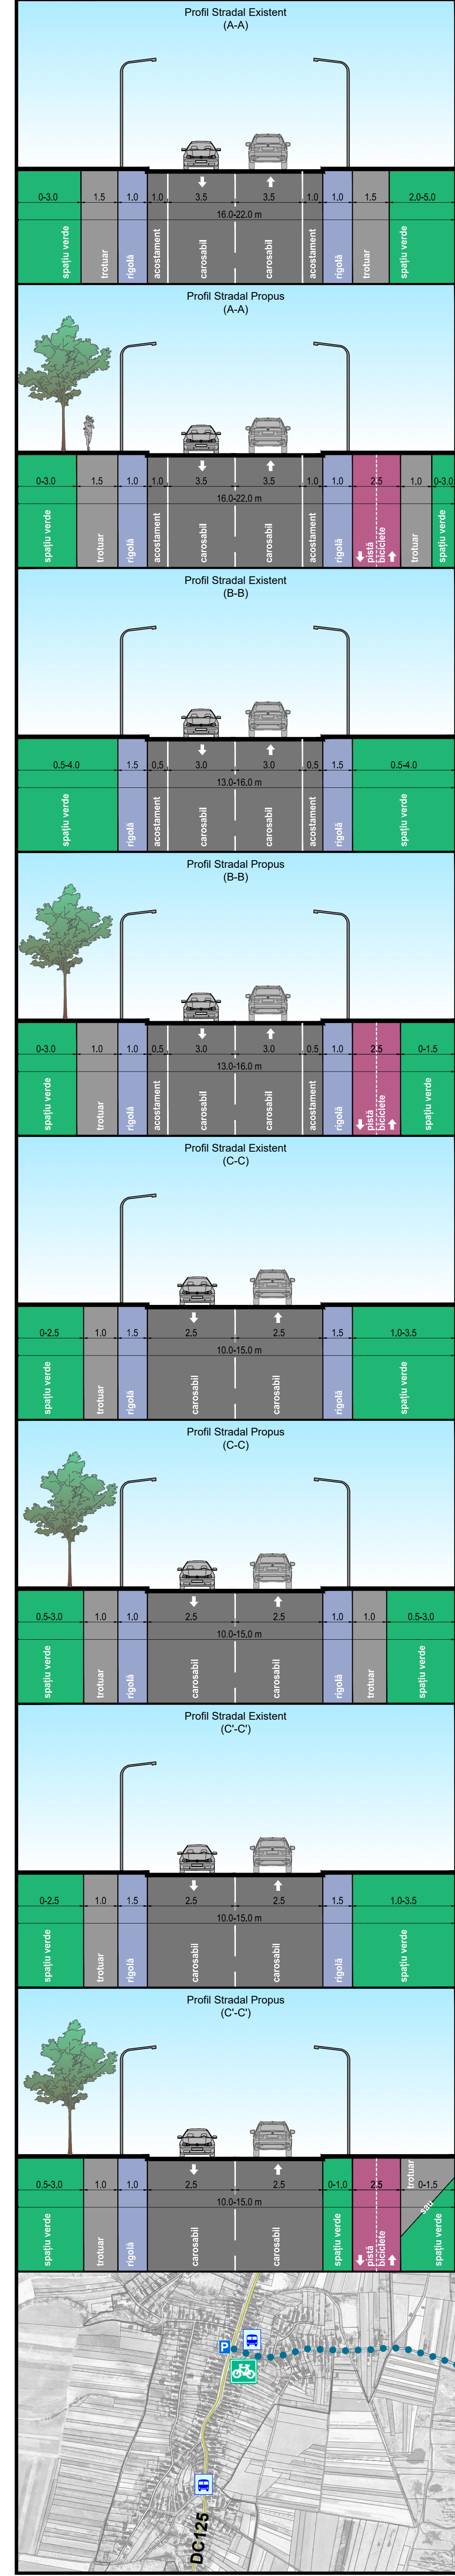 Profil Stradal Existent
(A-A)
0-3.0 1.5 1.0 1.0 3.5 3.5 1.0 1.0 1.5 2.0-5.0
16.0-22.0 m
spațiu verde trotuar rigolă acostament carosabil carosabil acostament rigolă trotuar spațiu verde
Profil Stradal Propus
(A-A)
0-3.0 1.5 1.0 1.0 3.5 3.5 1.0 1.0 2.5 1.0 0-3.0
16.0-22.0 m
spațiu verde trotuar rigolă acostament carosabil carosabil acostament rigolă pistă biciclete trotuar spațiu verde
Profil Stradal Existent
(B-B)
0.5-4.0 1.5 0.5 3.0 3.0 0.5 1.5 0.5-4.0
13.0-16.0 m
spațiu verde rigolă acostament carosabil carosabil acostament rigolă spațiu verde
Profil Stradal Propus
(B-B)
0-3.0 1.0 1.0 0.5 3.0 3.0 0.5 1.0 2.5 0-1.5
13.0-16.0 m
spațiu verde trotuar rigolă acostament carosabil carosabil acostament rigolă pistă biciclete spațiu verde
Profil Stradal Existent
(C-C)
0-2.5 1.0 1.5 2.5 2.5 1.5 1.0-3.5
10.0-15.0 m
spațiu verde trotuar rigolă carosabil carosabil rigolă spațiu verde
Profil Stradal Propus
(C-C)
0.5-3.0 1.0 1.0 2.5 2.5 1.0 1.0 0.5-3.0
10.0-15.0 m
spațiu verde trotuar rigolă carosabil carosabil rigolă trotuar spațiu verde
Profil Stradal Existent
(C'-C')
0-2.5 1.0 1.5 2.5 2.5 1.5 1.0-3.5
10.0-15.0 m
spațiu verde trotuar rigolă carosabil carosabil rigolă spațiu verde
Profil Stradal Propus
(C'-C')
0.5-3.0 1.0 1.0 2.5 2.5 0-1.0 2.5 0-1.5
10.0-15.0 m
spațiu verde trotuar rigolă carosabil carosabil spațiu verde pistă biciclete trotuar sau spațiu verde
P
DC125